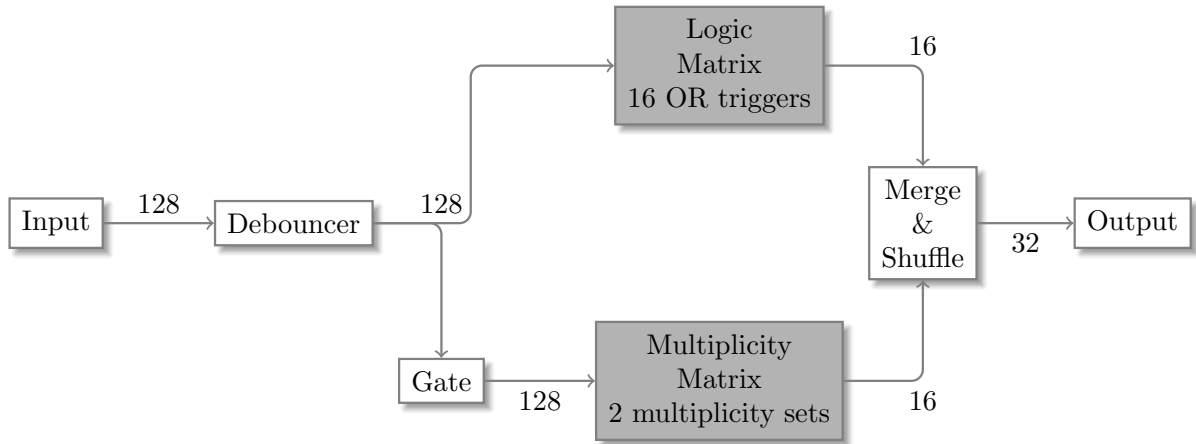 Logic
Matrix
16 OR triggers
16
Input
128
Debouncer
128
Merge
&
Shuffle
32
Output
Gate
128
Multiplicity
Matrix
2 multiplicity sets
16